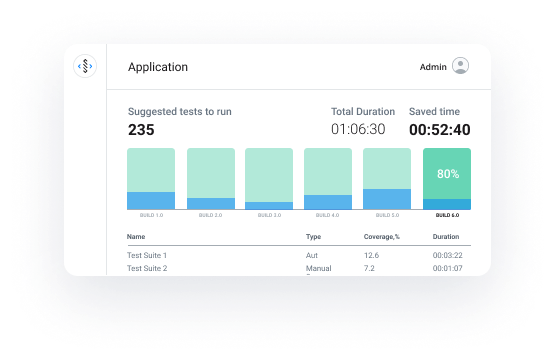 Application
Admin
Suggested tests to run
Total Duration
Saved time
235
01:06:30
00:52:40
80%
BUILD 1.0
BUILD 2.0
BUILD 3.0
BUILD 4.0
BUILD 5.0
BUILD 6.0
Name Type Coverage,% Duration
Test Suite 1 Aut 12.6 00:03:22
Test Suite 2 Manual 7.2 00:01:07